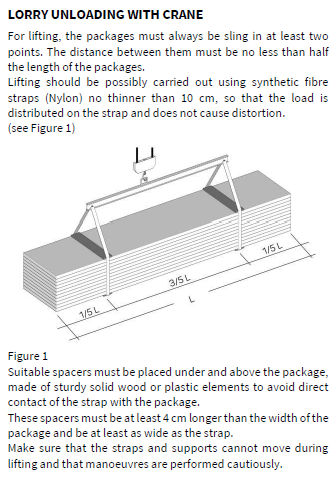 LORRY UNLOADING WITH CRANE
For lifting, the packages must always be sling in at least two
points. The distance between them must be no less than half
the length of the packages.
Lifting should be possibly carried out using synthetic fibre
straps (Nylon) no thinner than 10 cm, so that the load is
distributed on the strap and does not cause distortion.
(see Figure 1)
1/5 L
3/5 L
1/5 L
L
Figure 1
Suitable spacers must be placed under and above the package,
made of sturdy solid wood or plastic elements to avoid direct
contact of the strap with the package.
These spacers must be at least 4 cm longer than the width of the
package and be at least as wide as the strap.
Make sure that the straps and supports cannot move during
lifting and that manoeuvres are performed cautiously.